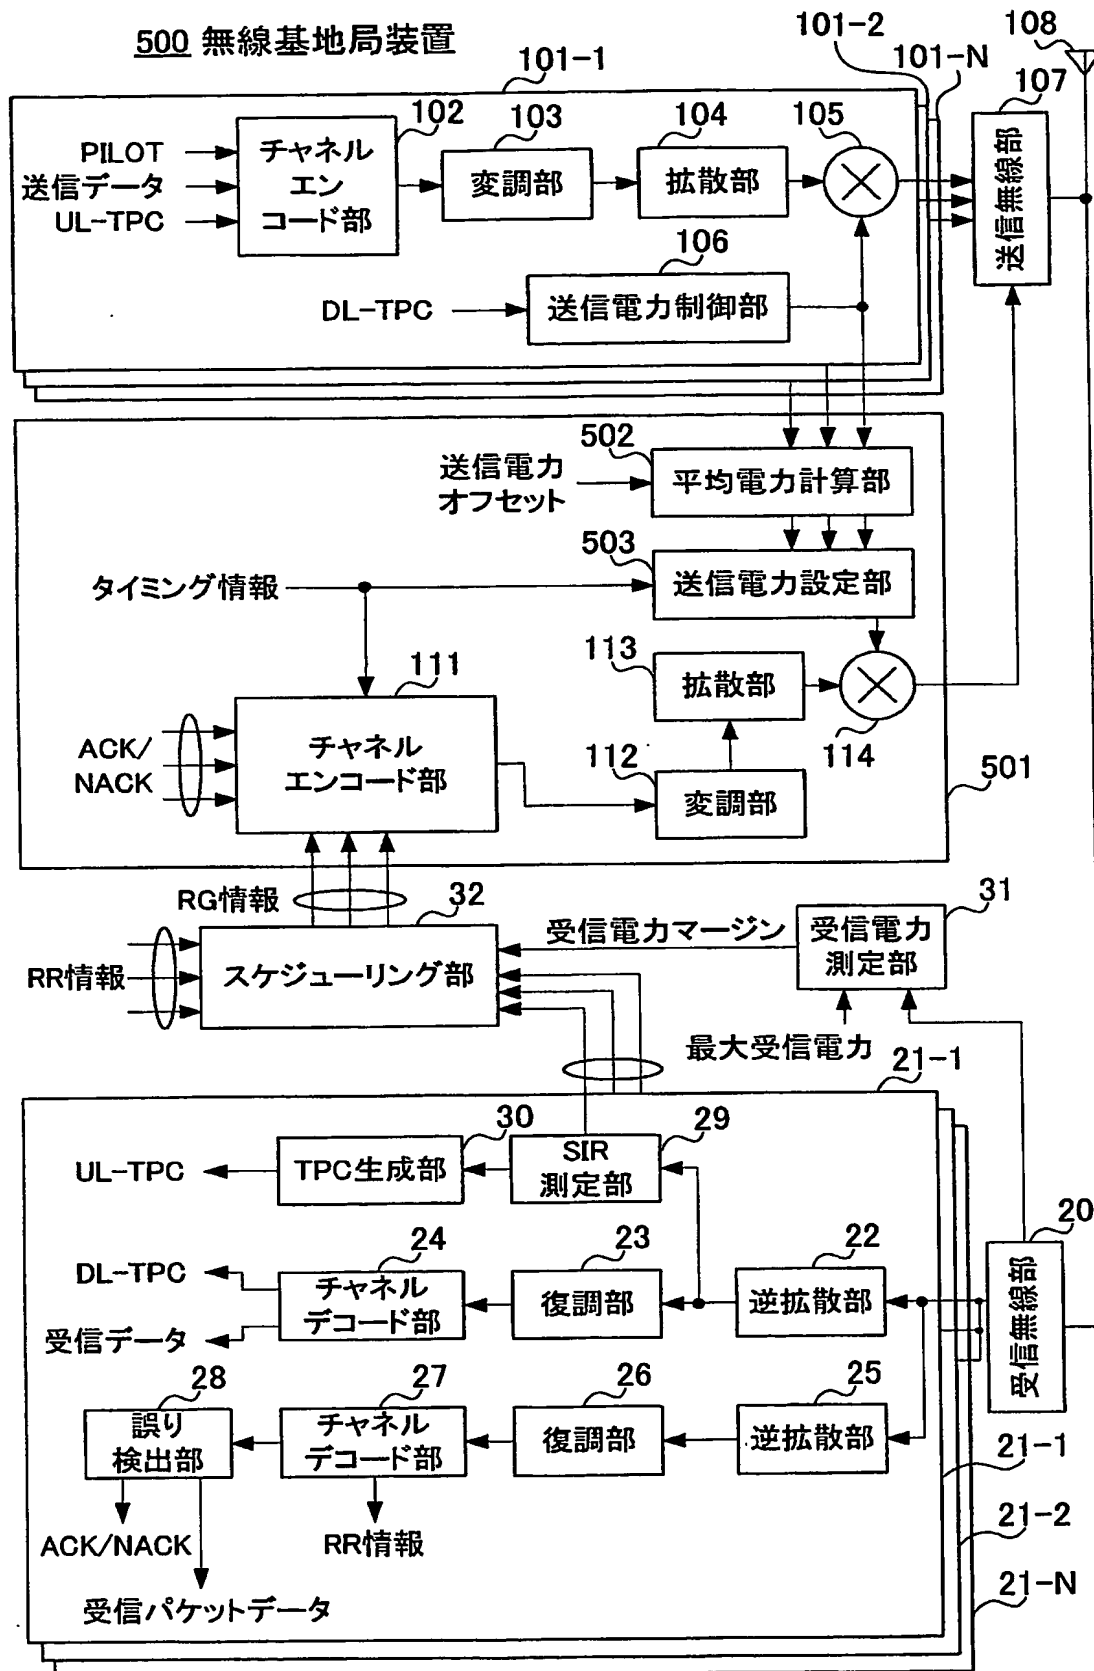 500 無線基地局装置
101-1
101-2
101-N
108
107
102
103
104
105
PILOT
送信データ
UL-TPC
チャネル
エン
コード部
変調部
拡散部
送信無線部
106
DL-TPC
送信電力制御部
502
送信電力
オフセット
平均電力計算部
503
タイミング情報
送信電力設定部
111
113
拡散部
114
ACK/
NACK
チャネル
エンコード部
112
変調部
501
RG情報
32
31
受信電力マージン
受信電力
測定部
RR情報
スケジューリング部
最大受信電力
21-1
30
29
UL-TPC
TPC生成部
SIR
測定部
20
24
23
22
DL-TPC
受信データ
チャネル
デコード部
復調部
逆拡散部
受信無線部
28
27
26
25
誤り
検出部
チャネル
デコード部
復調部
逆拡散部
21-1
21-2
21-N
ACK/NACK
RR情報
受信パケットデータ